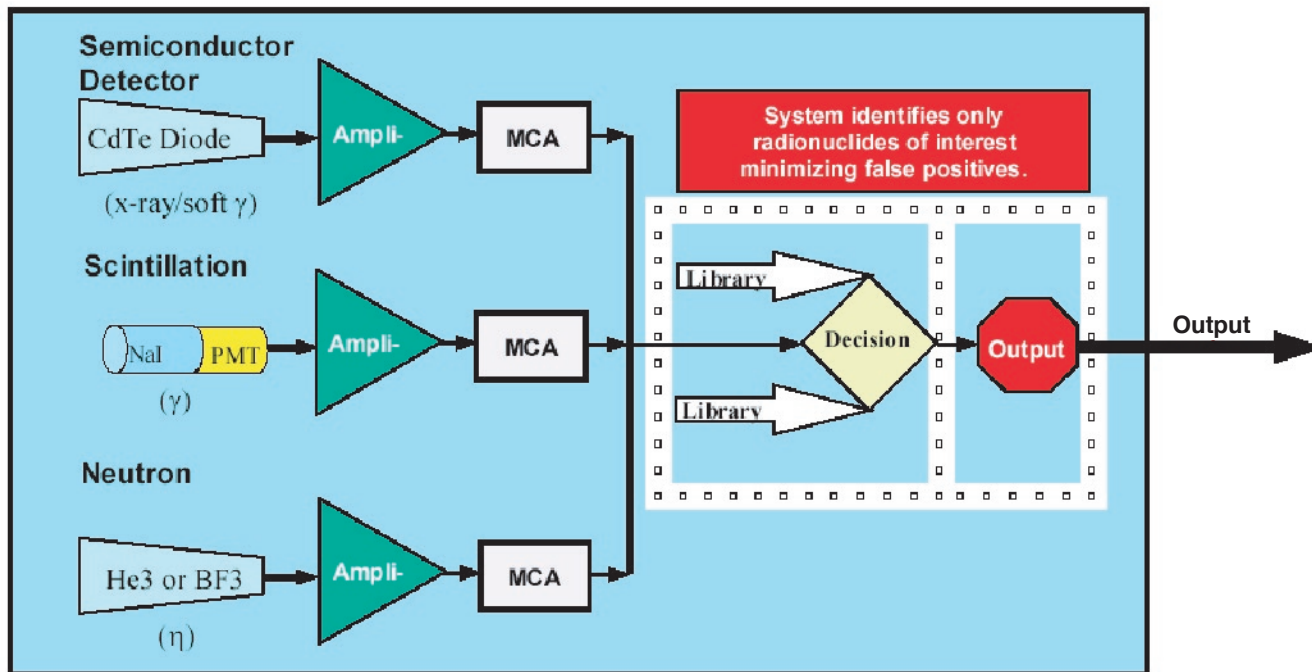 Semiconductor
Detector
CdTe Diode
(x-ray/soft γ)
Ampli-
MCA
System identifies only
radionuclides of interest
minimizing false positives.
Scintillation
NaI
PMT
(γ)
Ampli-
MCA
Library
Decision
Library
Output
Output
Neutron
He3 or BF3
(η)
Ampli-
MCA